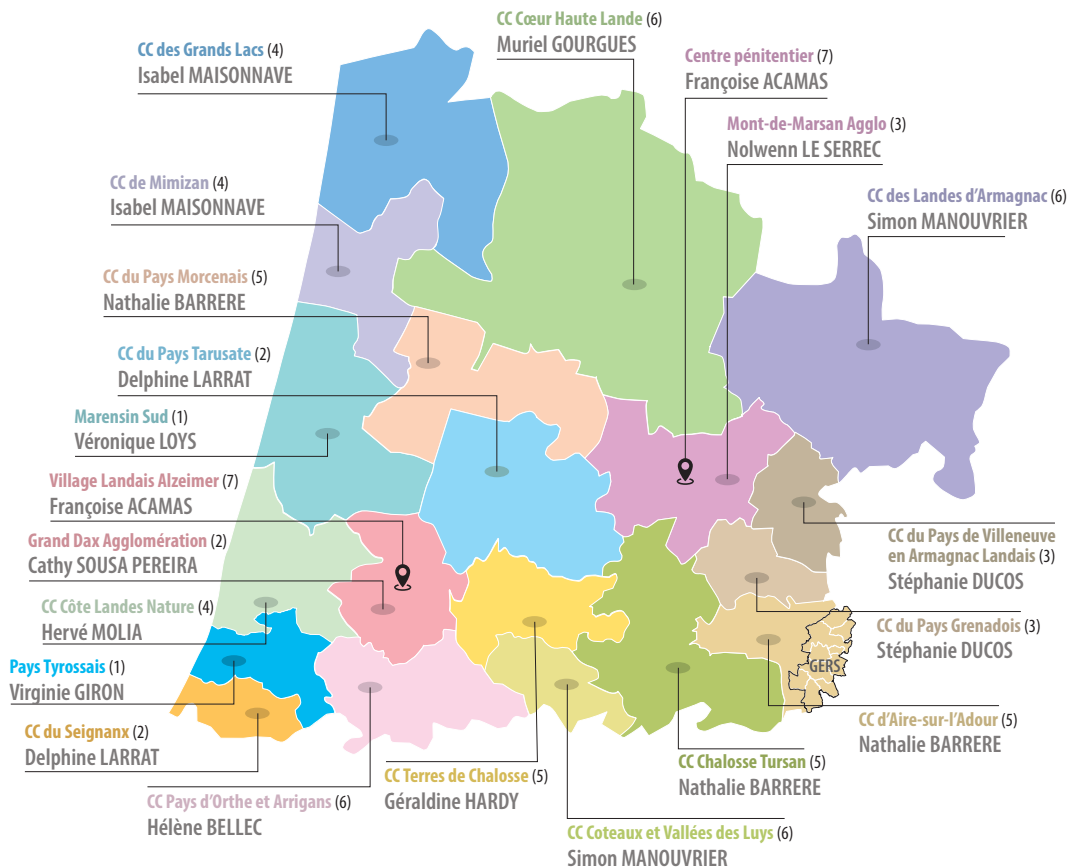 CC Cœur Haute Lande (6)
Muriel GOURGUES
CC des Grands Lacs (4)
Isabel MAISONNAVE
Centre pénitentier (7)
Françoise ACAMAS
Mont-de-Marsan Agglo (3)
Nolwenn LE SERREC
CC de Mimizan (4)
Isabel MAISONNAVE
CC des Landes d'Armagnac (6)
Simon MANOUVRIER
CC du Pays Morcenais (5)
Nathalie BARRERE
CC du Pays Tarusate (2)
Delphine LARRAT
Marensin Sud (1)
Véronique LOYS
Village Landais Alzeimer (7)
Françoise ACAMAS
Grand Dax Agglomération (2)
Cathy SOUSA PEREIRA
CC du Pays de Villeneuve
en Armagnac Landais (3)
Stéphanie DUCOS
CC Côte Landes Nature (4)
Hervé MOLIA
CC du Pays Grenadois (3)
Stéphanie DUCOS
GERS
Pays Tyrossais (1)
Virginie GIRON
CC du Seignanx (2)
Delphine LARRAT
CC d'Aire-sur-l'Adour (5)
Nathalie BARRERE
CC Terres de Chalosse (5)
Géraldine HARDY
CC Chalosse Tursan (5)
Nathalie BARRERE
CC Pays d'Orthe et Arrigans (6)
Hélène BELLEC
CC Coteaux et Vallées des Luys (6)
Simon MANOUVRIER